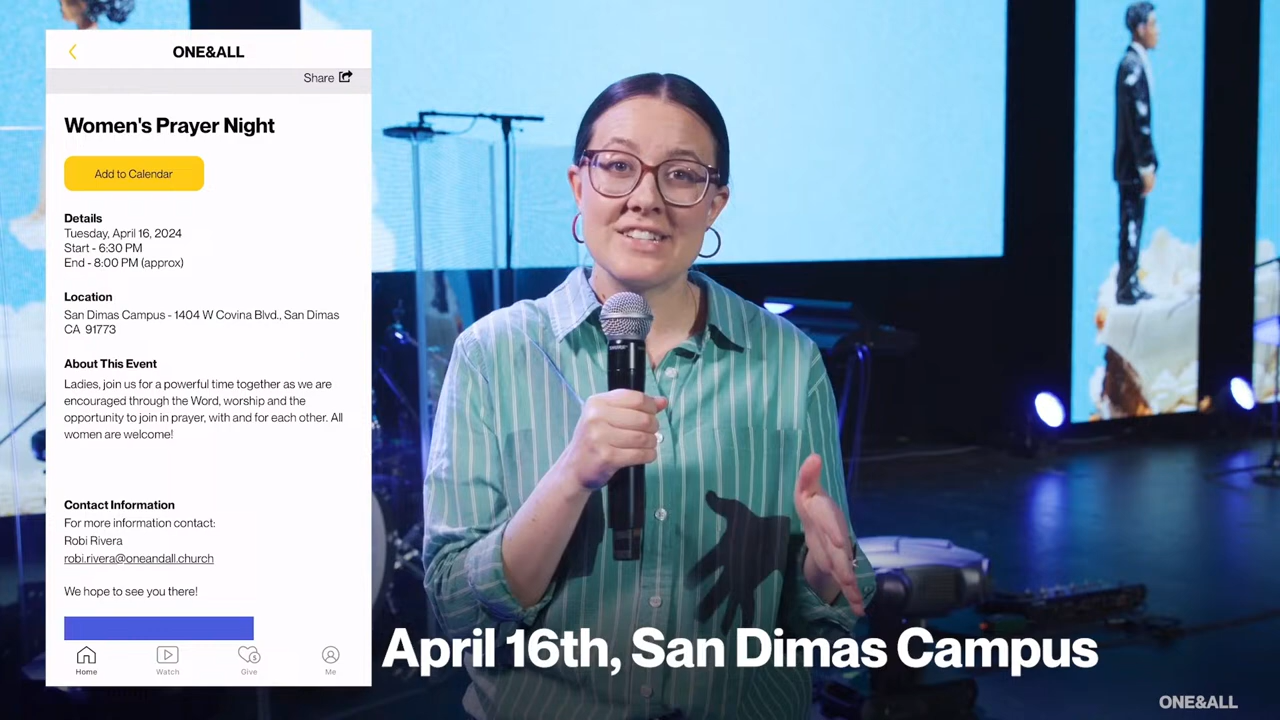 ONE&ALL
Share
Women's Prayer Night
Add to Calendar
Details
Tuesday, April 16, 2024
Start - 6:30 PM
End - 8:00 PM (approx)
Location
San Dimas Campus - 1404 W Covina Blvd., San Dimas
CA 91773
About This Event
Ladies, join us for a powerful time together as we are
encouraged through the Word, worship and the
opportunity to join in prayer, with and for each other. All
women are welcome!
Contact Information
For more information contact:
Robi Rivera
robi.rivera@oneandall.church
We hope to see you there!
Home
Watch
Give
Me
April 16th, San Dimas Campus
ONE&ALL